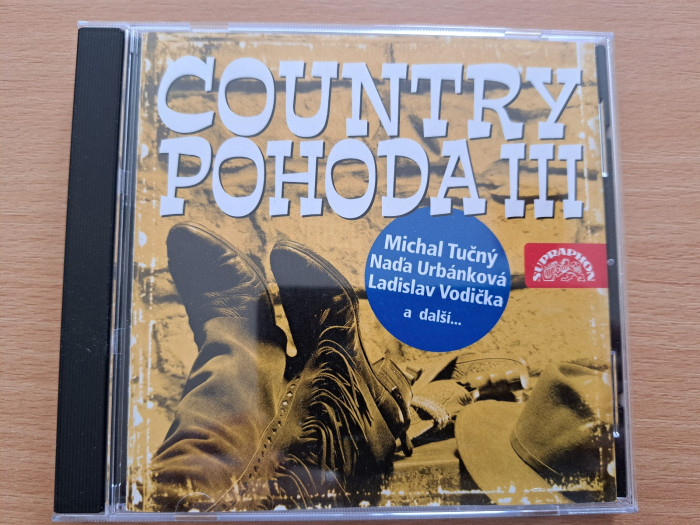 COUNTRY
POHODA III
Michal Tučný
Naďa Urbánková
Ladislav Vodička
a další...
SUPRAPHON